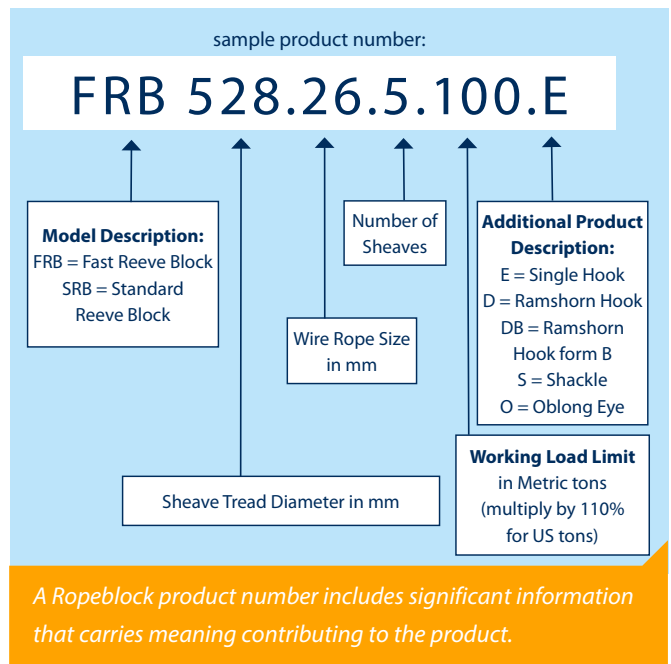 sample product number:
FRB 528.26.5.100.E
Model Description:
FRB = Fast Reeve Block
SRB = Standard
Reeve Block
Number of
Sheaves
Additional Product
Description:
E = Single Hook
D = Ramshorn Hook
DB = Ramshorn
Hook form B
S = Shackle
O = Oblong Eye
Wire Rope Size
in mm
Sheave Tread Diameter in mm
Working Load Limit
in Metric tons
(multiply by 110%
for US tons)
A Ropeblock product number includes significant information
that carries meaning contributing to the product.